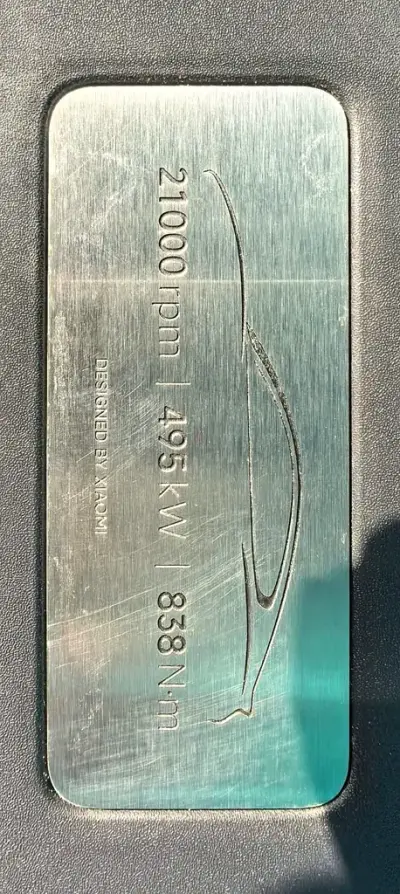 21000 rpm | 495 kW | 838 N·m
DESIGNED BY XIAOMI